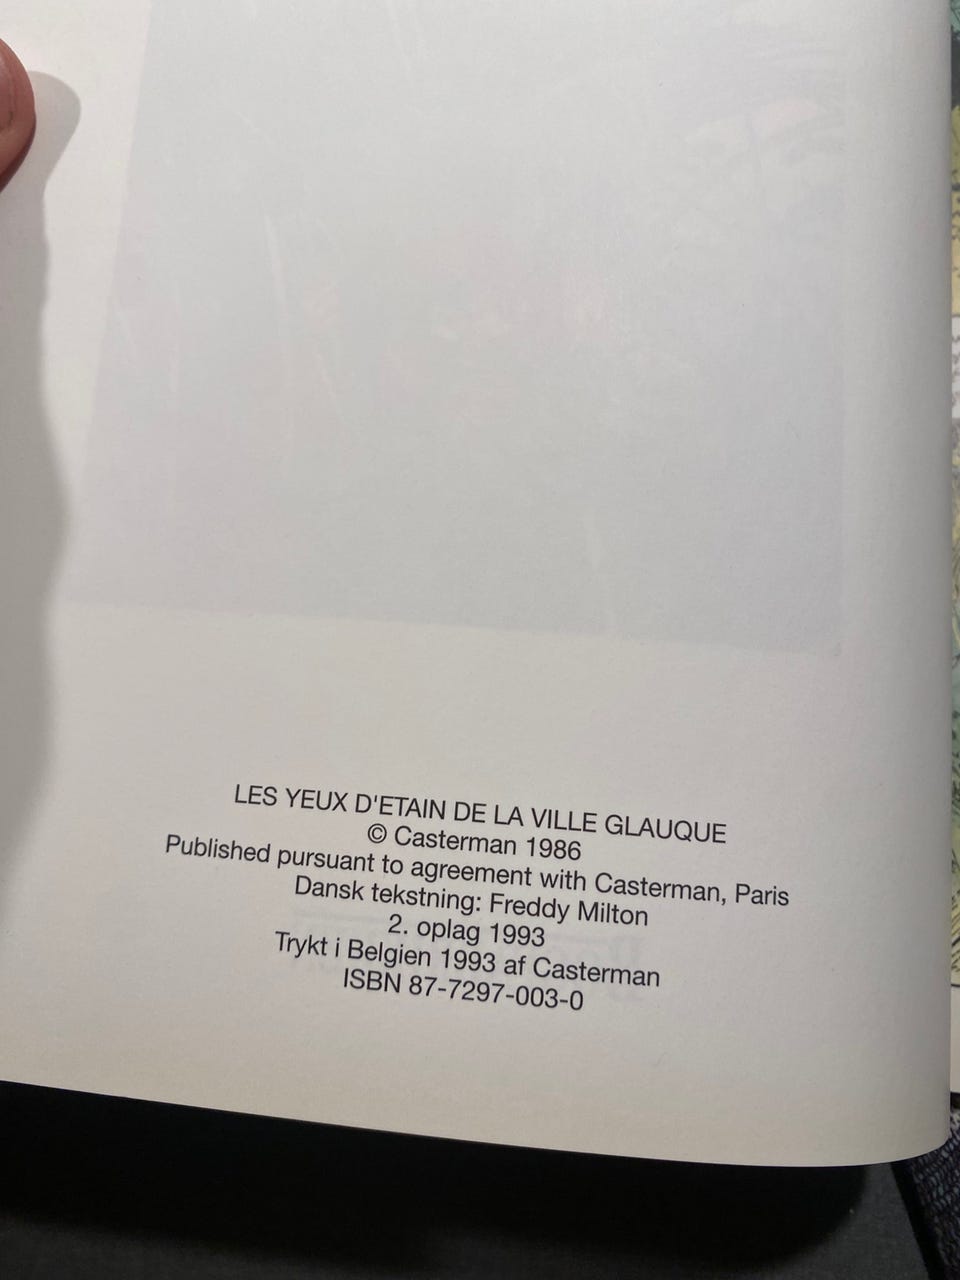 LES YEUX D'ETAIN DE LA VILLE GLAUQUE
© Casterman 1986
Published pursuant to agreement with Casterman, Paris
Dansk tekstning: Freddy Milton
2. oplag 1993
Trykt i Belgien 1993 af Casterman
ISBN 87-7297-003-0